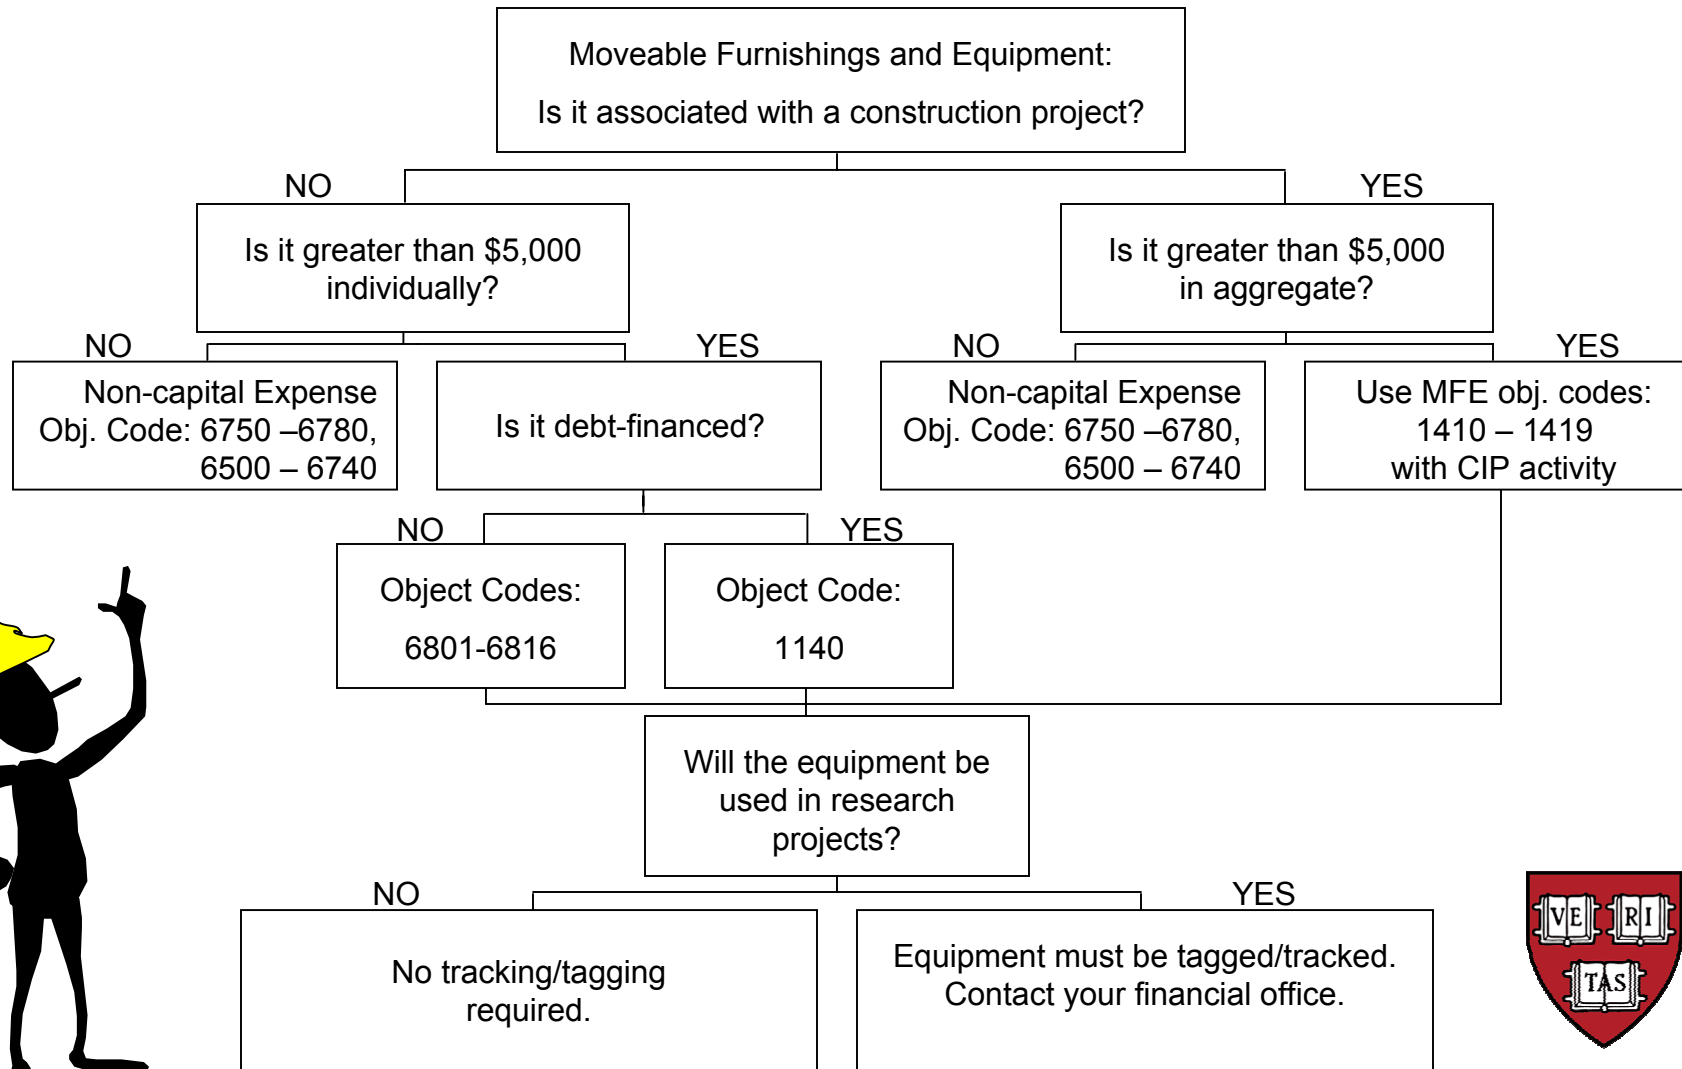 Moveable Furnishings and Equipment:
Is it associated with a construction project?
NO
YES
Is it greater than $5,000
individually?
Is it greater than $5,000
in aggregate?
NO
YES
NO
YES
Non-capital Expense
Obj. Code: 6750 –6780,
6500 – 6740
Is it debt-financed?
Non-capital Expense
Obj. Code: 6750 –6780,
6500 – 6740
Use MFE obj. codes:
1410 – 1419
with CIP activity
NO
YES
Object Codes:
6801-6816
Object Code:
1140
Will the equipment be
used in research
projects?
NO
YES
No tracking/tagging
required.
Equipment must be tagged/tracked.
Contact your financial office.
VE RI
TAS